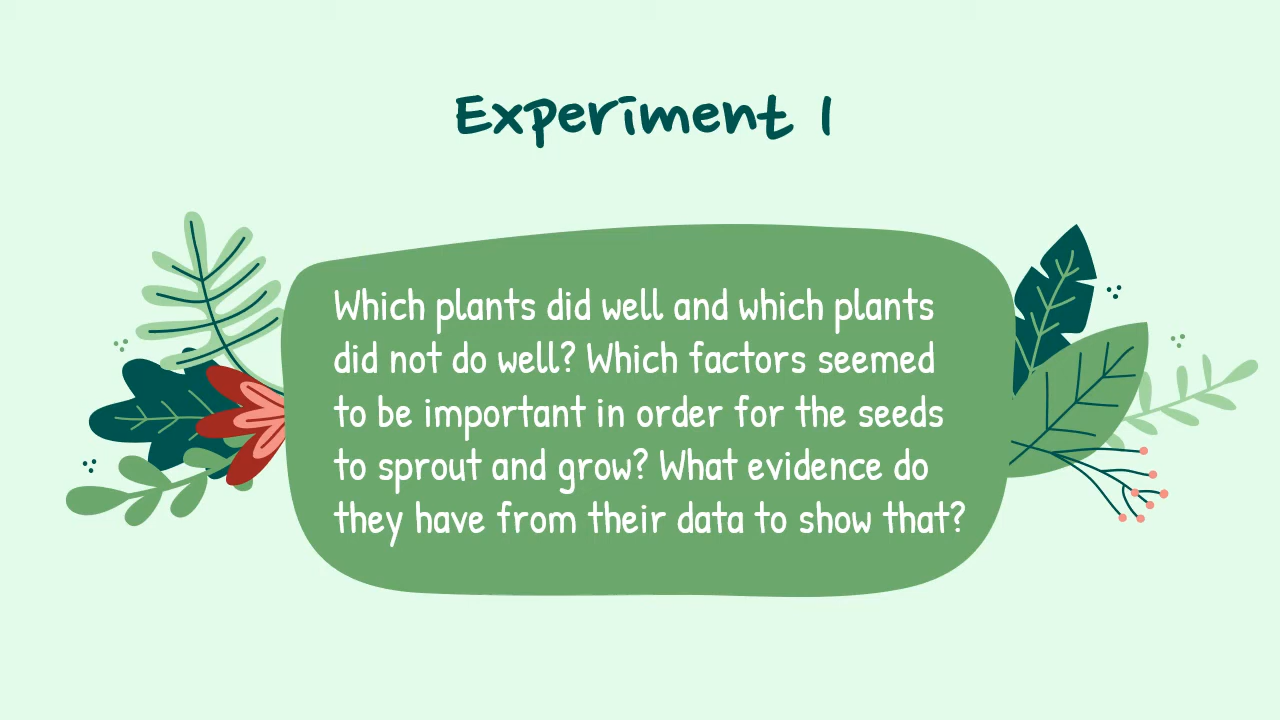 Experiment 1
Which plants did well and which plants
did not do well? Which factors seemed
to be important in order for the seeds
to sprout and grow? What evidence do
they have from their data to show that?